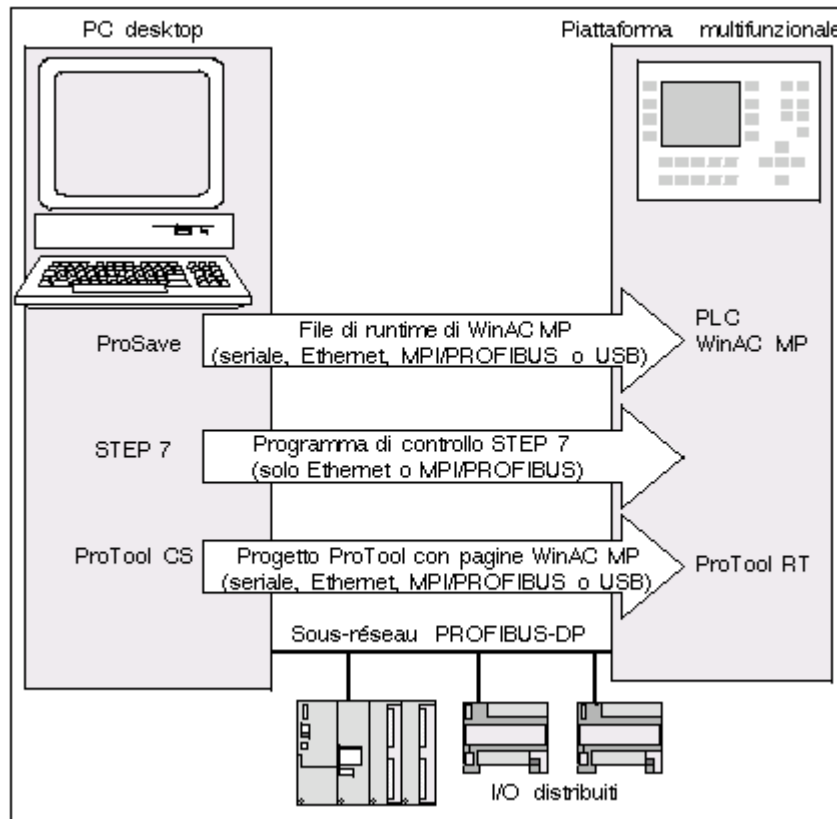 PC desktop
Piattaforma multifunzionale
ProSave
File di runtime di WinAC MP
(seriale, Ethernet, MPI/PROFIBUS o USB)
PLC
WinAC MP
STEP 7
Programma di controllo STEP 7
(solo Ethernet o MPI/PROFIBUS)
ProTool CS
Progetto ProTool con pagine WinAC MP
(seriale, Ethernet, MPI/PROFIBUS o USB)
ProTool RT
Sous-réseau PROFIBUS-DP
I/O distribuiti